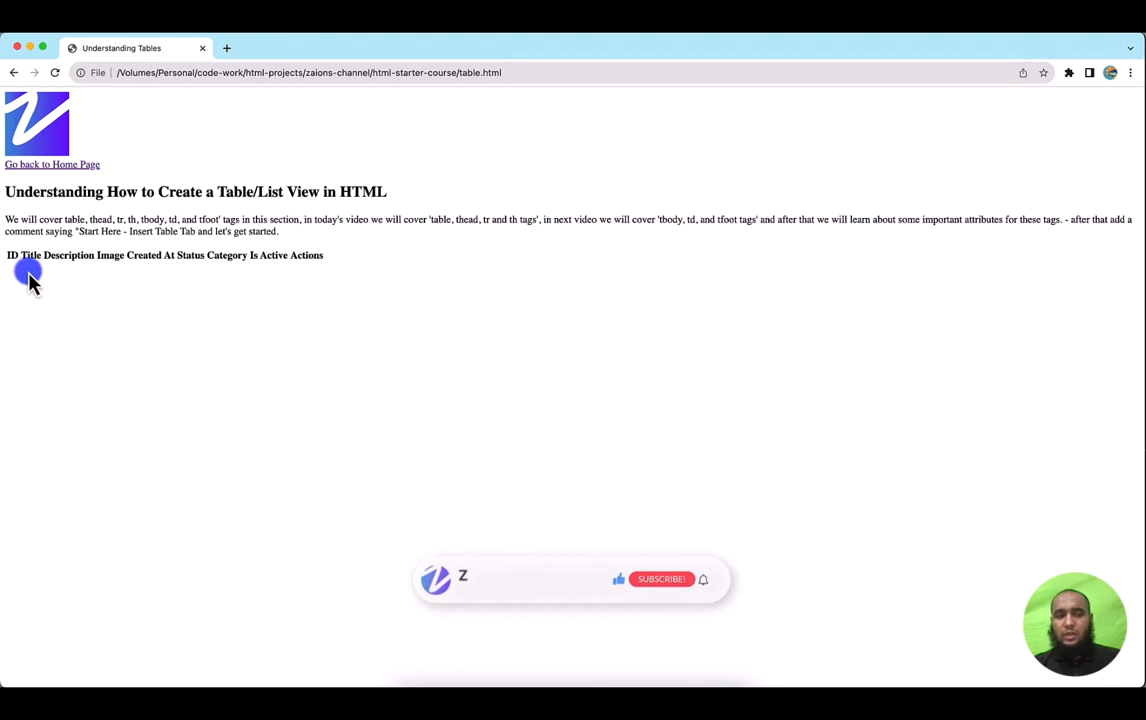 Understanding Tables
File /Volumes/Personal/code-work/html-projects/zaions-channel/html-starter-course/table.html
Go back to Home Page
Understanding How to Create a Table/List View in HTML
We will cover table, thead, tr, th, tbody, td, and tfoot' tags in this section, in today's video we will cover 'table, thead, tr and th tags', in next video we will cover 'tbody, td, and tfoot tags' and after that we will learn about some important attributes for these tags. - after that add a
comment saying "Start Here - Insert Table Tab and let's get started.
ID Title Description Image Created At Status Category Is Active Actions
Z
SUBSCRIBE!